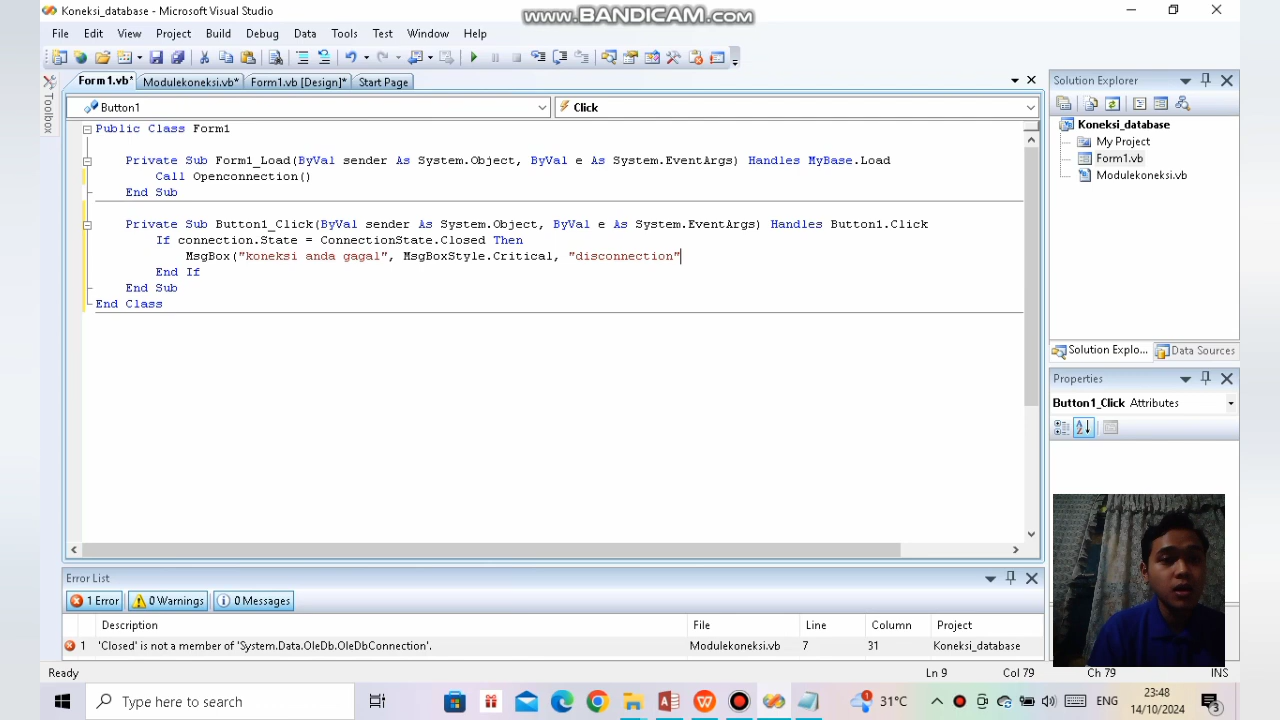 Koneksi_database - Microsoft Visual Studio
www.BANDICAM.com
File Edit View Project Build Debug Data Tools Test Window Help
Form1.vb* Modulekoneksi.vb* Form1.vb [Design]* Start Page
Toolbox
Button1 Click
Public Class Form1
Private Sub Form1_Load(ByVal sender As System.Object, ByVal e As System.EventArgs) Handles MyBase.Load
Call Openconnection()
End Sub
Private Sub Button1_Click(ByVal sender As System.Object, ByVal e As System.EventArgs) Handles Button1.Click
If connection.State = ConnectionState.Closed Then
MsgBox("koneksi anda gagal", MsgBoxStyle.Critical, "disconnection"
End If
End Sub
End Class
Solution Explorer
Koneksi_database
My Project
Form1.vb
Modulekoneksi.vb
Solution Explo... Data Sources
Properties
Button1_Click Attributes
Error List
1 Error 0 Warnings 0 Messages
Description File Line Column Project
1 'Closed' is not a member of 'System.Data.OleDb.OleDbConnection'. Modulekoneksi.vb 7 31 Koneksi_database
Ready Ln 9 Col 79 Ch 79 INS
Type here to search
1 31°C ENG 23:48 14/10/2024 3